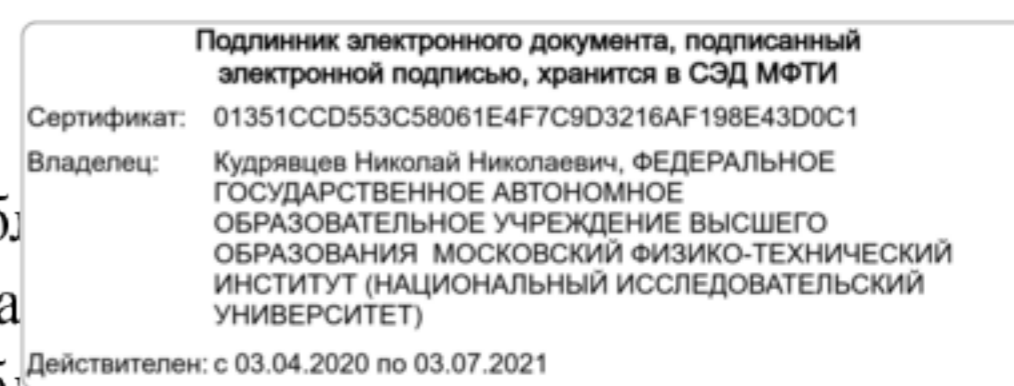 Подлинник электронного документа, подписанный
электронной подписью, хранится в СЭД МФТИ
Сертификат: 01351CCD553C58061E4F7C9D3216AF198E43D0C1
Владелец: Кудрявцев Николай Николаевич, ФЕДЕРАЛЬНОЕ
ГОСУДАРСТВЕННОЕ АВТОНОМНОЕ
ОБРАЗОВАТЕЛЬНОЕ УЧРЕЖДЕНИЕ ВЫСШЕГО
ОБРАЗОВАНИЯ МОСКОВСКИЙ ФИЗИКО-ТЕХНИЧЕСКИЙ
ИНСТИТУТ (НАЦИОНАЛЬНЫЙ ИССЛЕДОВАТЕЛЬСКИЙ
УНИВЕРСИТЕТ)
Действителен: с 03.04.2020 по 03.07.2021